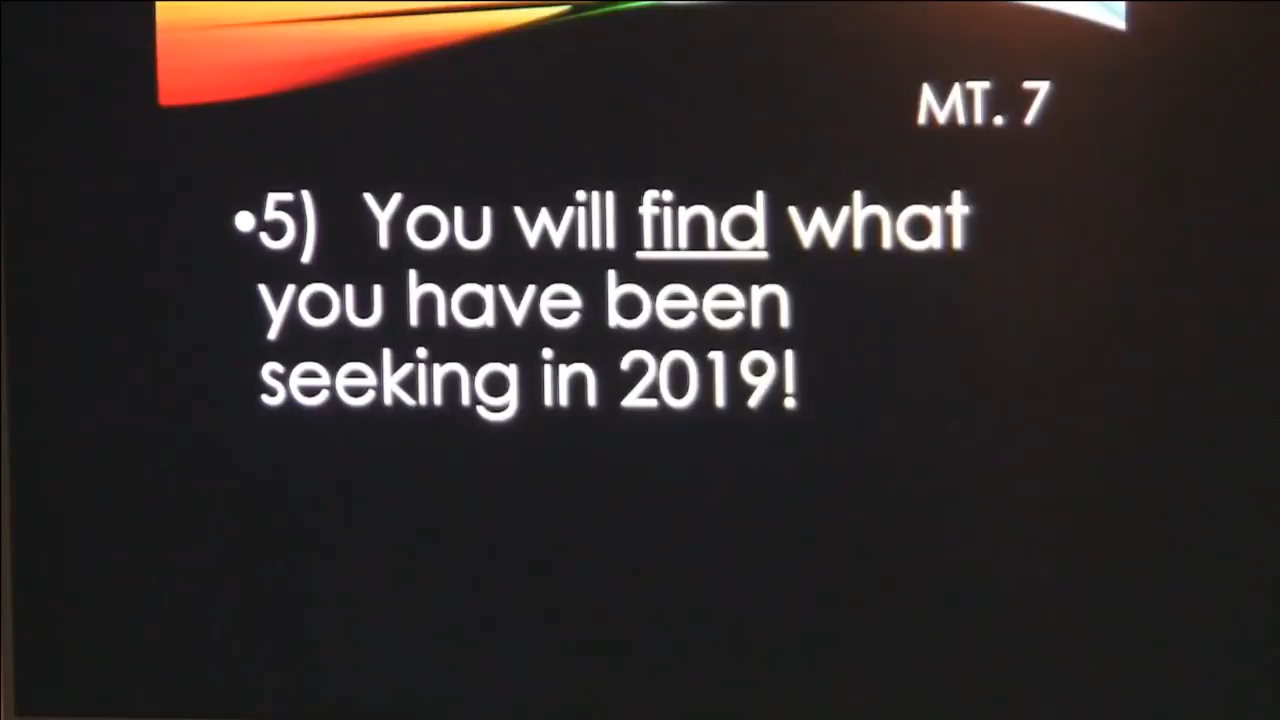 MT. 7
•5) You will find what
you have been
seeking in 2019!